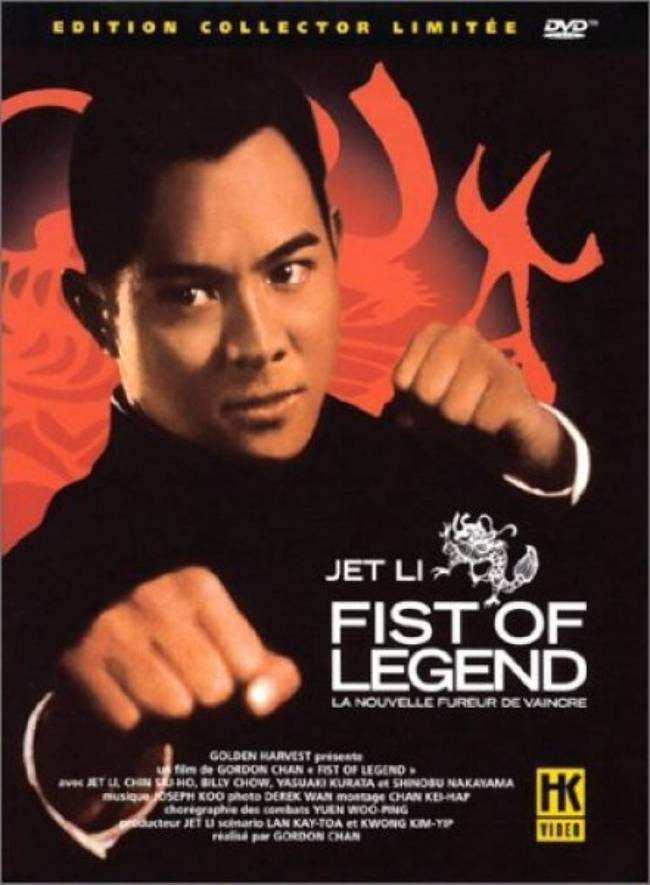 EDITION COLLECTOR LIMITÉE DVD™
JET LI
FIST OF
LEGEND
LA NOUVELLE FUREUR DE VAINCRE
GOLDEN HARVEST présente
un film de GORDON CHAN « FIST OF LEGEND »
avec JET LI, CHIN SIU-HO, BILLY CHOW, YASUAKI KURATA et SHINOBU NAKAYAMA
musique JOSEPH KOO photo DEREK WAN montage CHAN KEI-HAP
chorégraphie des combats YUEN WOO-PING
producteur JET LI scénario LAN KAY-TOA et KWONG KIM-YIP
réalisé par GORDON CHAN
HK
VIDEO